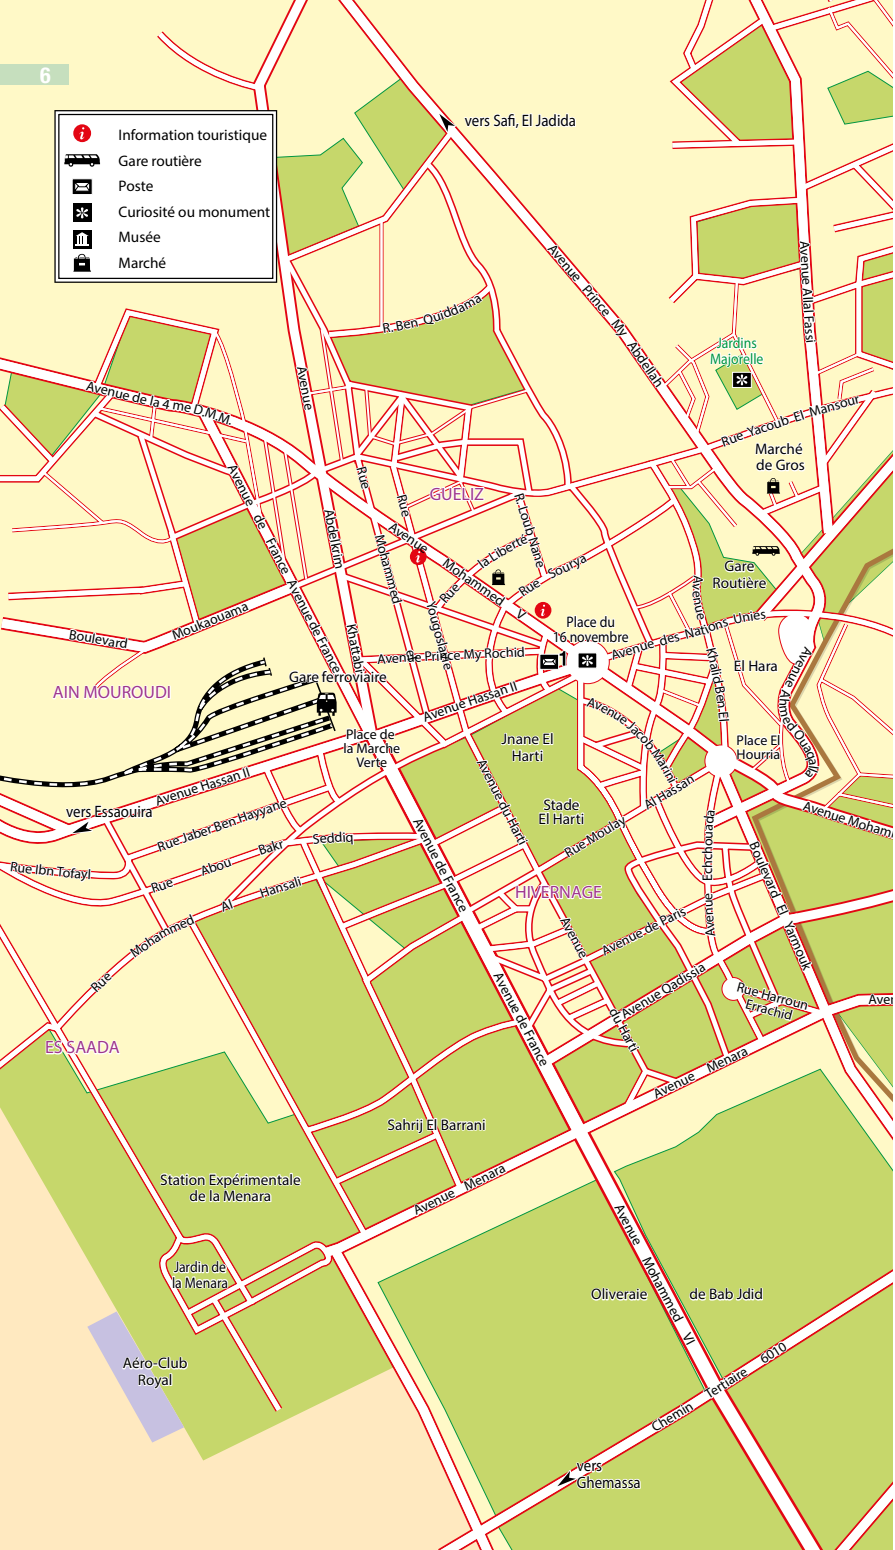 6
Information touristique
Gare routière
Poste
Curiosité ou monument
Musée
Marché
vers Safi, El Jadida
Avenue Prince My Abdellah
Avenue Allal Fassi
R. Ben Quiddama
Jardins
Majorelle
Avenue
Avenue de la 4 me D.M.M.
Rue Yacoub El Mansour
Marché
de Gros
GUELIZ
Avenue de France
Rue
Mohammed
Rue
Yougoslavie
R. Loub Nane
Abdelkrim
Khattabi
Avenue Mohammed V
Rue la Liberté
Rue Sourya
Gare
Routière
Avenue
Khalid Ben El
Place du
16 novembre
Avenue des Nations Unies
Boulevard Moukaouama
Avenue de France
Avenue Prince My Rochid
1
El Hara
Avenue Ahmed Ouaqalla
AIN MOUROUDI
Gare ferroviaire
Avenue Hassan II
Place de
la Marche
Verte
Jnane El
Harti
Avenue Jacob Marini
Place El
Hourria
Avenue Hassan II
vers Essaouira
Avenue du Harti
Stade
El Harti
Al Hassan
Rue Moulay
Avenue Mohamm
Rue Jaber Ben Hayyane
Rue Ibn Tofayl
Rue Abou Bakr Seddiq
Avenue de France
Avenue Echchouada
Boulevard El Yarmouk
HIVERNAGE
Rue Mohammed Al Hansali
Avenue
du Harti
Avenue de Paris
Avenue Qadissia
Rue Harroun
Errachid
Aven
Avenue de France
ES SAADA
Avenue Menara
Sahrij El Barrani
Station Expérimentale
de la Menara
Avenue Menara
Jardin de
la Menara
Avenue Mohammed VI
Oliveraie de Bab Jdid
Aéro-Club
Royal
Chemin Tertiaire 6010
vers
Ghemassa